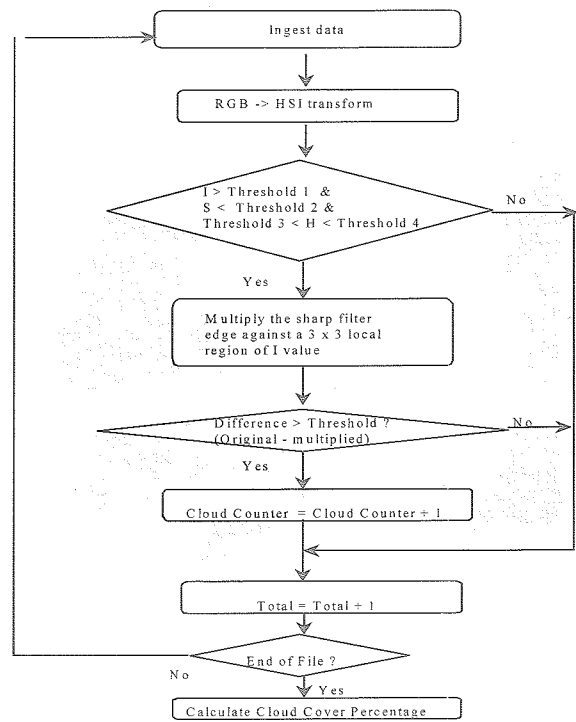 Ingest data
RGB -> HSI transform
I > Threshold 1 &
S < Threshold 2 &
Threshold 3 < H < Threshold 4
No
Yes
Multiply the sharp filter
edge against a 3 x 3 local
region of I value
Difference > Threshold ?
(Original - multiplied)
No
Yes
Cloud Counter = Cloud Counter + 1
Total = Total + 1
End of File ?
No
Yes
Calculate Cloud Cover Percentage